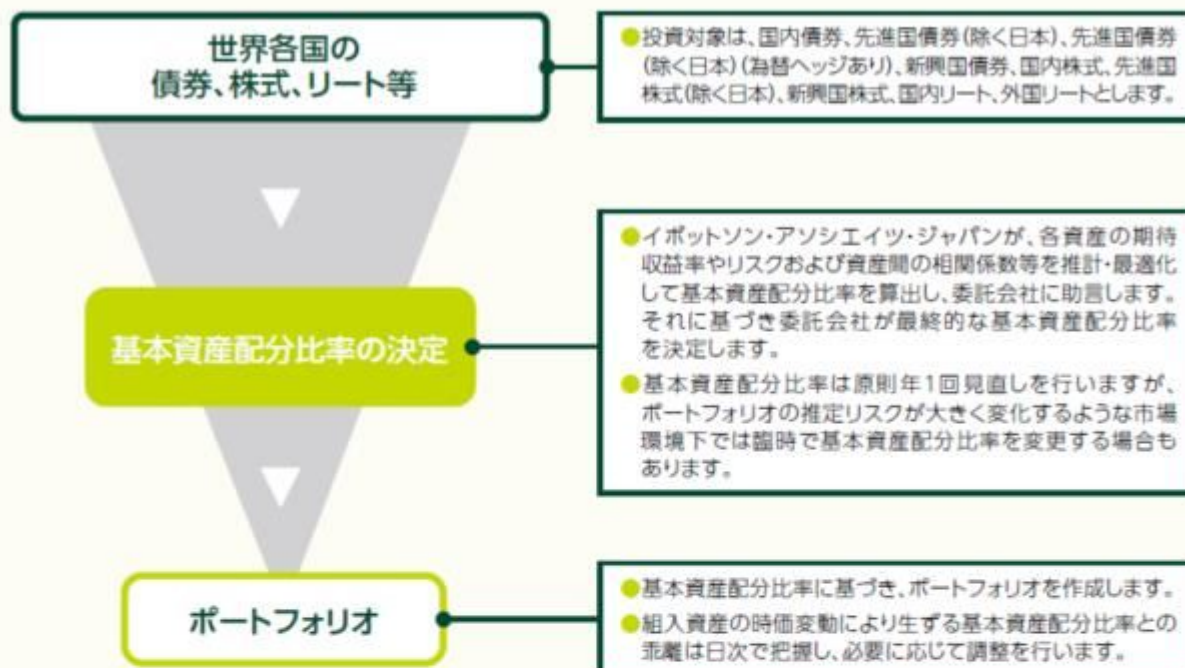 世界各国の
債券、株式、リート等
●投資対象は、国内債券、先進国債券(除く日本)、先進国債券
(除く日本)(為替ヘッジあり)、新興国債券、国内株式、先進国
株式(除く日本)、新興国株式、国内リート、外国リートとします。
基本資産配分比率の決定
●イボットソン・アソシエイツ・ジャパンが、各資産の期待
収益率やリスクおよび資産間の相関係数等を推計・最適化
して基本資産配分比率を算出し、委託会社に助言します。
それに基づき委託会社が最終的な基本資産配分比率
を決定します。
●基本資産配分比率は原則年1回見直しを行いますが、
ポートフォリオの推定リスクが大きく変化するような市場
環境下では臨時で基本資産配分比率を変更する場合も
あります。
ポートフォリオ
●基本資産配分比率に基づき、ポートフォリオを作成します。
●組入資産の時価変動により生ずる基本資産配分比率との
乖離は日次で把握し、必要に応じて調整を行います。